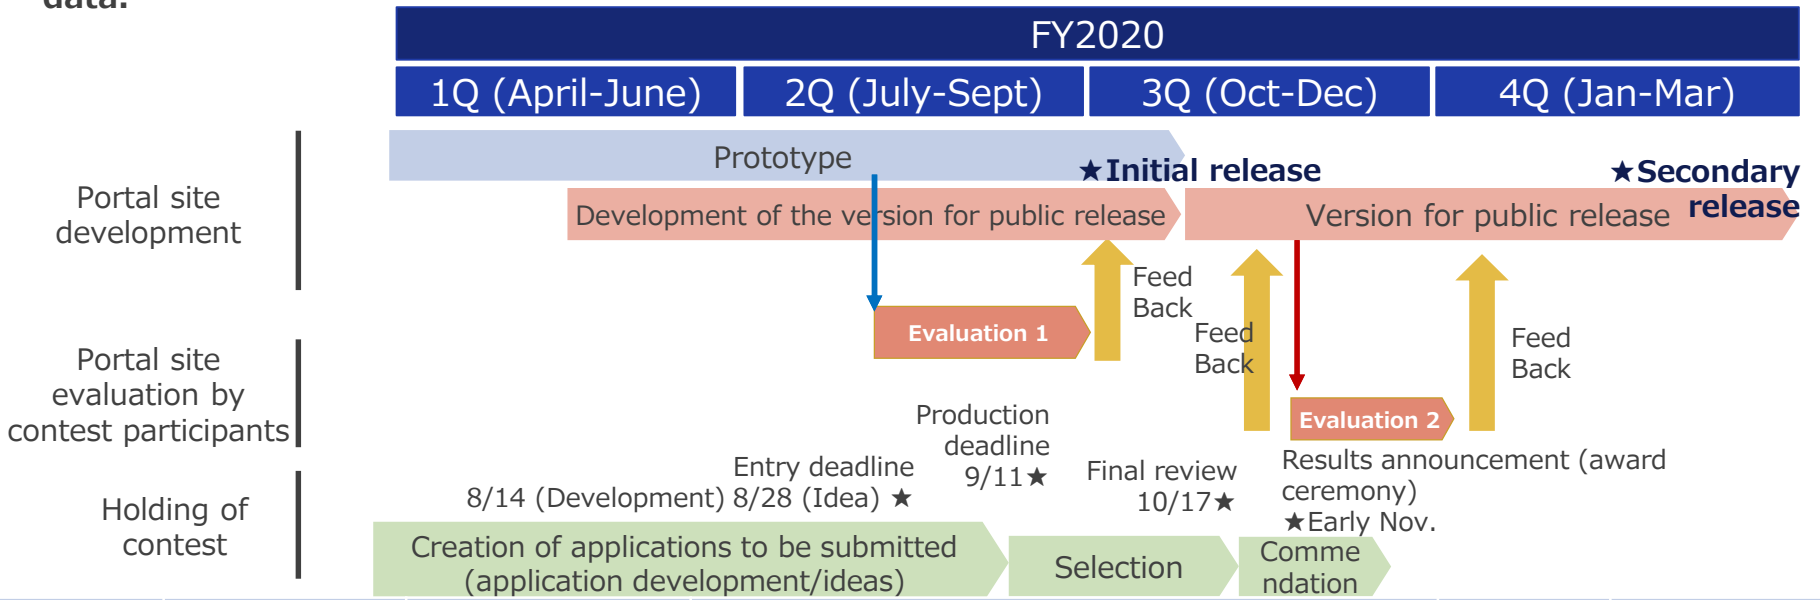 data.
FY2020
1Q (April-June)
2Q (July-Sept)
3Q (Oct-Dec)
4Q (Jan-Mar)
Portal site
development
Prototype
★Initial release
★Secondary
release
Development of the version for public release
Version for public release
Feed
Back
Feed
Back
Feed
Back
Portal site
evaluation by
contest participants
Evaluation 1
Evaluation 2
Holding of
contest
Entry deadline
8/14 (Development) 8/28 (Idea) ★
Production
deadline
9/11★
Final review
10/17★
Results announcement (award
ceremony)
★Early Nov.
Creation of applications to be submitted
(application development/ideas)
Selection
Comme
ndation